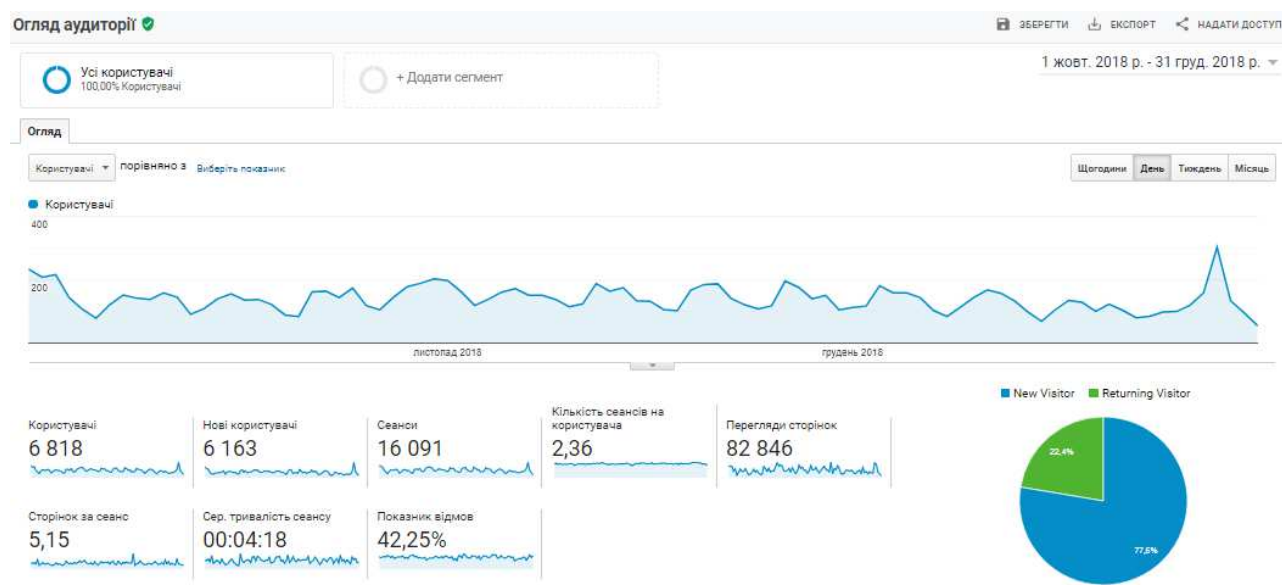 Огляд аудиторії
ЗБЕРЕГТИ ЕКСПОРТ НАДАТИ ДОСТУП
Усі користувачі
100,00% Користувачі
+ Додати сегмент
1 жовт. 2018 р. - 31 груд. 2018 р.
Огляд
Користувачі порівняно з Виберіть показник
Щогодини День Тиждень Місяць
Користувачі
400
200
листопад 2018 грудень 2018
New Visitor Returning Visitor
Користувачі
6 818
Нові користувачі
6 163
Сеанси
16 091
Кількість сеансів на
користувача
2,36
Перегляди сторінок
82 846
Сторінок за сеанс
5,15
Сер. тривалість сеансу
00:04:18
Показник відмов
42,25%
22,4%
77,6%